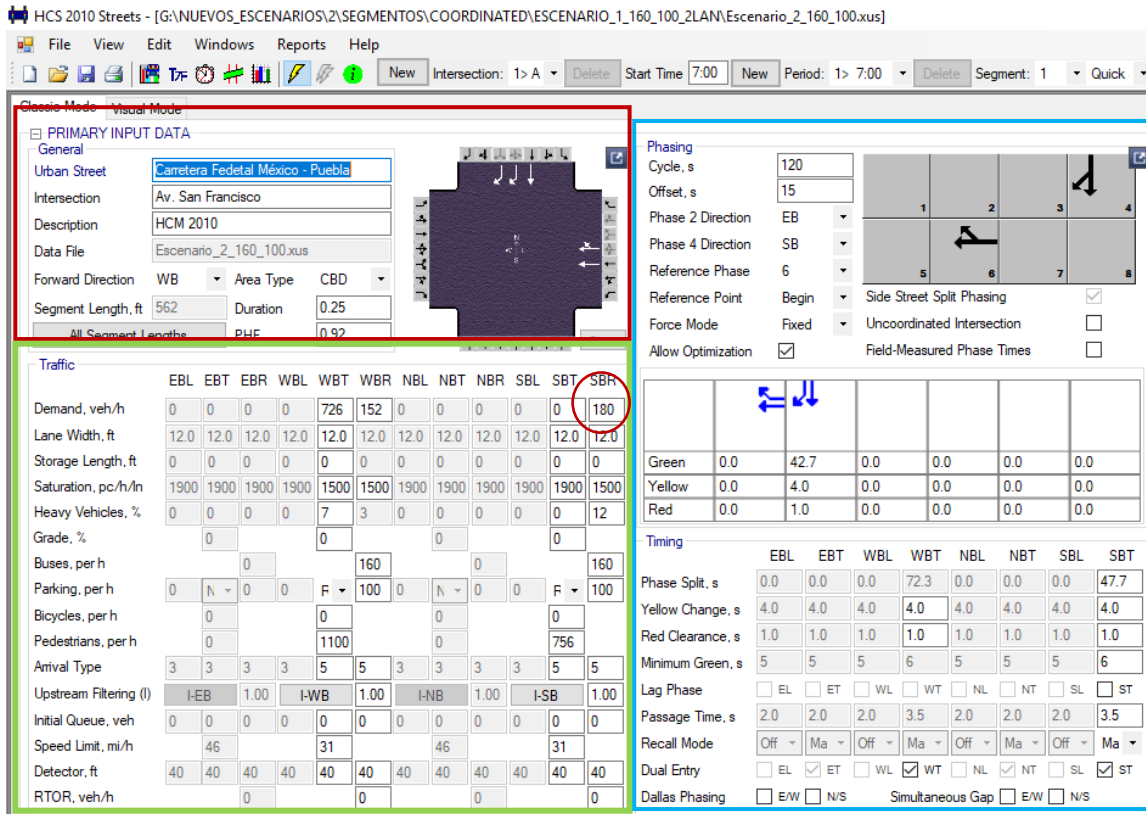 HCS 2010 Streets - [G:\NUEVOS_ESCENARIOS\2\SEGMENTOS\COORDINATED\ESCENARIO_1_160_100_2LAN\Escenario_2_160_100.xus]
File View Edit Windows Reports Help
T7F New Intersection: 1> A Delete Start Time 7:00 New Period: 1> 7:00 Delete Segment: 1 Quick
Classic Mode Visual Mode
PRIMARY INPUT DATA
General
Urban Street Carretera Fedetal México - Puebla
Intersection Av. San Francisco
Description HCM 2010
Data File Escenario_2_160_100.xus
Forward Direction WB Area Type CBD
Segment Length, ft 562 Duration 0.25
All Segment Lengths PHF 0.92
N
S
Traffic
EBL EBT EBR WBL WBT WBR NBL NBT NBR SBL SBT SBR
Demand, veh/h 0 0 0 0 726 152 0 0 0 0 0 180
Lane Width, ft 12.0 12.0 12.0 12.0 12.0 12.0 12.0 12.0 12.0 12.0 12.0 12.0
Storage Length, ft 0 0 0 0 0 0 0 0 0 0 0 0
Saturation, pc/h/ln 1900 1900 1900 1900 1500 1500 1900 1900 1900 1900 1900 1500
Heavy Vehicles, % 0 0 0 0 7 3 0 0 0 0 0 12
Grade, % 0 0 0 0
Buses, per h 0 160 0 160
Parking, per h 0 N 0 0 R 100 0 N 0 0 R 100
Bicycles, per h 0 0 0 0
Pedestrians, per h 0 1100 0 756
Arrival Type 3 3 3 3 5 5 3 3 3 3 5 5
Upstream Filtering (I) I-EB 1.00 I-WB 1.00 I-NB 1.00 I-SB 1.00
Initial Queue, veh 0 0 0 0 0 0 0 0 0 0 0 0
Speed Limit, mi/h 46 31 46 31
Detector, ft 40 40 40 40 40 40 40 40 40 40 40 40
RTOR, veh/h 0 0 0 0
Phasing
Cycle, s 120
Offset, s 15
Phase 2 Direction EB
Phase 4 Direction SB
Reference Phase 6
Reference Point Begin
Force Mode Fixed
Allow Optimization
1 2 3 4
5 6 7 8
Side Street Split Phasing
Uncoordinated Intersection
Field-Measured Phase Times
Green 0.0 42.7 0.0 0.0 0.0 0.0
Yellow 0.0 4.0 0.0 0.0 0.0 0.0
Red 0.0 1.0 0.0 0.0 0.0 0.0
Timing
EBL EBT WBL WBT NBL NBT SBL SBT
Phase Split, s 0.0 0.0 0.0 72.3 0.0 0.0 0.0 47.7
Yellow Change, s 4.0 4.0 4.0 4.0 4.0 4.0 4.0 4.0
Red Clearance, s 1.0 1.0 1.0 1.0 1.0 1.0 1.0 1.0
Minimum Green, s 5 5 5 6 5 5 5 6
Lag Phase EL ET WL WT NL NT SL ST
Passage Time, s 2.0 2.0 2.0 3.5 2.0 2.0 2.0 3.5
Recall Mode Off Ma Off Ma Off Ma Off Ma
Dual Entry EL ET WL WT NL NT SL ST
Dallas Phasing E/W N/S Simultaneous Gap E/W N/S